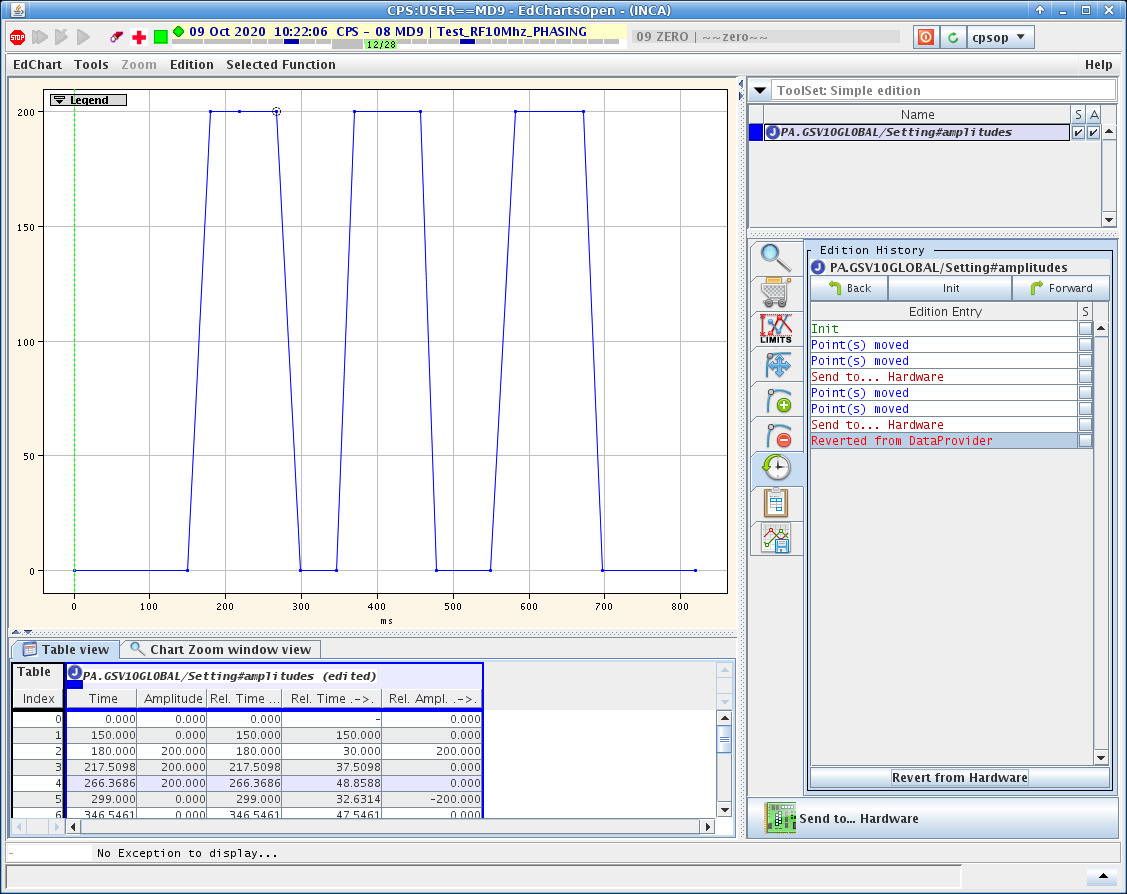 CPS:USER==MD9 - EdChartsOpen - (INCA)
STOP
09 Oct 2020 10:22:06 CPS - 08 MD9 | Test_RF10Mhz_PHASING
12/28
09 ZERO | ~~zero~~
cpsop
EdChart Tools Zoom Edition Selected Function Help
Legend
200
150
100
50
0
0 100 200 300 400 500 600 700 800
ms
ToolSet: Simple edition
Name S A
J PA.GSV10GLOBAL/Setting#amplitudes
LIMITS
Edition History
J PA.GSV10GLOBAL/Setting#amplitudes
Back Init Forward
Edition Entry S
Init
Point(s) moved
Point(s) moved
Send to... Hardware
Point(s) moved
Point(s) moved
Send to... Hardware
Reverted from DataProvider
Revert from Hardware
Send to... Hardware
Table view Chart Zoom window view
Table J PA.GSV10GLOBAL/Setting#amplitudes (edited)
Index Time Amplitude Rel. Time ... Rel. Time .->. Rel. Ampl. .->.
0 0.000 0.000 0.000 - 0.000
1 150.000 0.000 150.000 150.000 0.000
2 180.000 200.000 180.000 30.000 200.000
3 217.5098 200.000 217.5098 37.5098 0.000
4 266.3686 200.000 266.3686 48.8588 0.000
5 299.000 0.000 299.000 32.6314 -200.000
6 346.5461 0.000 346.5461 47.5461 0.000
- No Exception to display...